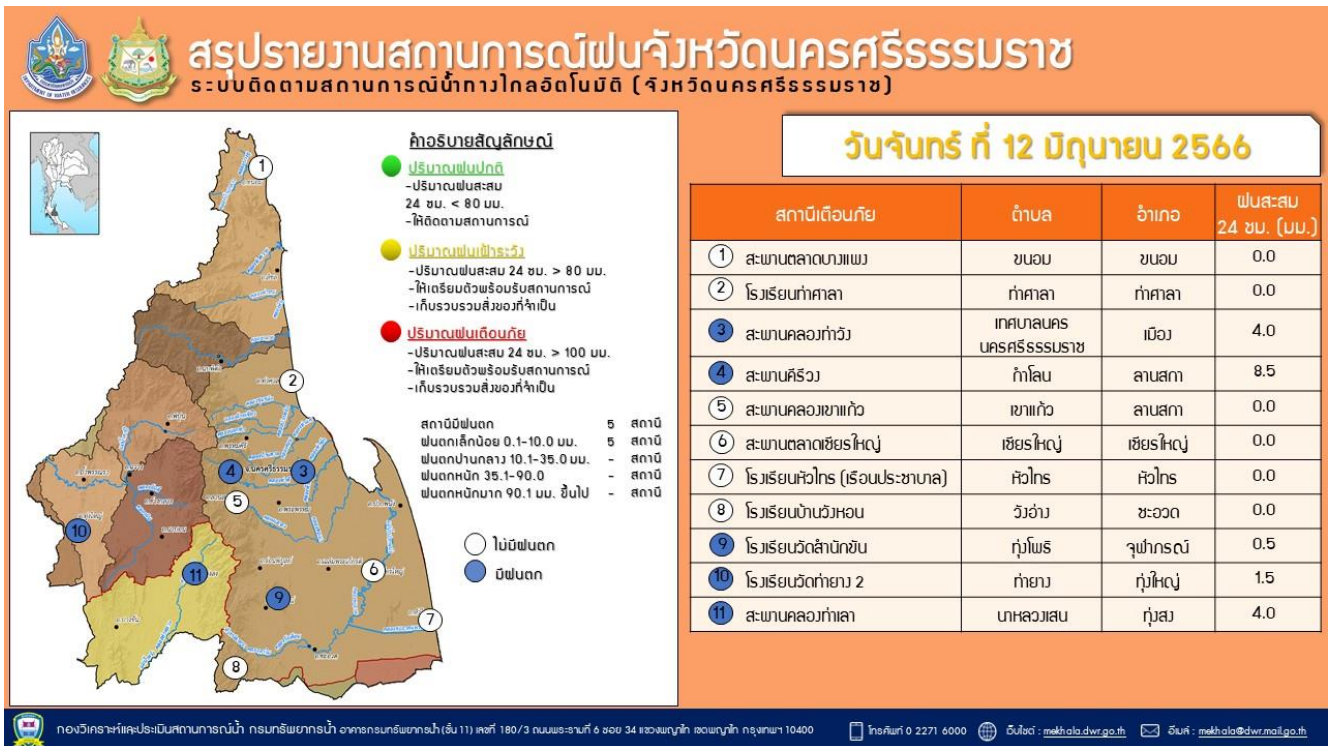 สรุปรายงานสถานการณ์ฝนจังหวัดนครศรีธรรมราช
ระบบติดตามสถานการณ์น้ำทางไกลอัตโนมัติ (จังหวัดนครศรีธรรมราช)
คำอธิบายสัญลักษณ์
ปริมาณฝนปกติ
-ปริมาณฝนสะสม
24 ชม. < 80 มม.
-ให้ติดตามสถานการณ์
ปริมาณฝนเฝ้าระวัง
-ปริมาณฝนสะสม 24 ชม. > 80 มม.
-ให้เตรียมตัวพร้อมรับสถานการณ์
-เก็บรวบรวมสิ่งของที่จำเป็น
ปริมาณฝนเตือนภัย
-ปริมาณฝนสะสม 24 ชม. > 100 มม.
-ให้เตรียมตัวพร้อมรับสถานการณ์
-เก็บรวบรวมสิ่งของที่จำเป็น
สถานีมีฝนตก 5 สถานี
ฝนตกเล็กน้อย 0.1-10.0 มม. 5 สถานี
ฝนตกปานกลาง 10.1-35.0 มม. - สถานี
ฝนตกหนัก 35.1-90.0 - สถานี
ฝนตกหนักมาก 90.1 มม. ขึ้นไป - สถานี
ไม่มีฝนตก
มีฝนตก
1
2
4
3
5
10
11
6
9
7
8
วันจันทร์ ที่ 12 มิถุนายน 2566
สถานีเตือนภัย ตำบล อำเภอ ฝนสะสม
24 ชม. (มม.)
1 สะพานตลาดบางแพง ขนอม ขนอม 0.0
2 โรงเรียนท่าศาลา ท่าศาลา ท่าศาลา 0.0
3 สะพานคลองท่าวัง เทศบาลนคร
นครศรีธรรมราช เมือง 4.0
4 สะพานคีรีวง กำโลน ลานสกา 8.5
5 สะพานคลองเขาแก้ว เขาแก้ว ลานสกา 0.0
6 สะพานตลาดเชียรใหญ่ เชียรใหญ่ เชียรใหญ่ 0.0
7 โรงเรียนหัวไทร (เรือนประชาบาล) หัวไทร หัวไทร 0.0
8 โรงเรียนบ้านวังหอน วังอ่าง ชะอวด 0.0
9 โรงเรียนวัดสำนักขัน ทุ่งโพธิ จุฬาภรณ์ 0.5
10 โรงเรียนวัดท่ายาง 2 ท่ายาง ทุ่งใหญ่ 1.5
11 สะพานคลองท่าเลา นาหลวงเสน ทุ่งสง 4.0
กองวิเคราะห์และประเมินสถานการณ์น้ำ กรมทรัพยากรน้ำ อาคารกรมทรัพยากรน้ำ (ชั้น 11) เลขที่ 180/3 ถนนพระรามที่ 6 ซอย 34 แขวงพญาไท เขตพญาไท กรุงเทพฯ 10400 โทรศัพท์ 0 2271 6000 เว็บไซต์ : mekhala.dwr.go.th อีเมล์ : mekhala@dwr.mail.go.th